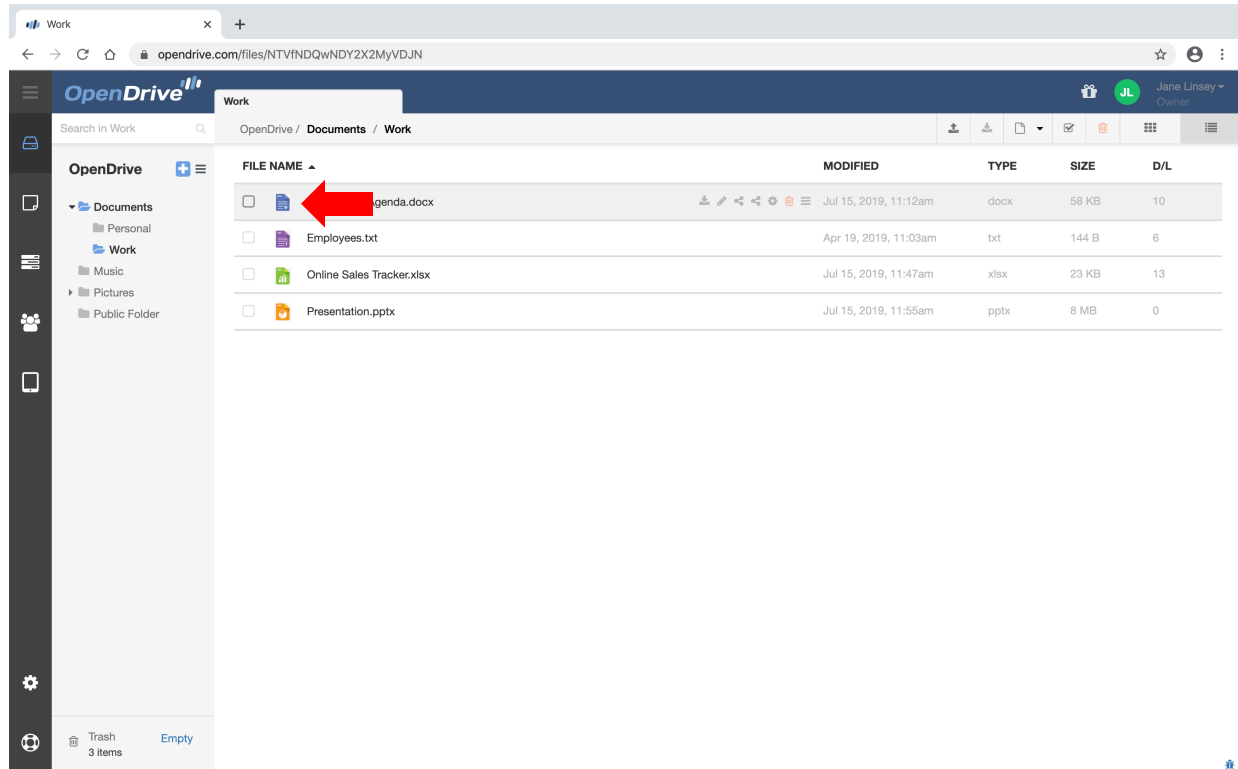 Work
opendrive.com/files/NTVfNDQwNDY2X2MyVDJN
OpenDrive
Work
JL
Jane Linsey
Owner
Search in Work
OpenDrive / Documents / Work
OpenDrive
Documents
Personal
Work
Music
Pictures
Public Folder
FILE NAME MODIFIED TYPE SIZE D/L
genda.docx Jul 15, 2019, 11:12am docx 58 KB 10
Employees.txt Apr 19, 2019, 11:03am txt 144 B 6
Online Sales Tracker.xlsx Jul 15, 2019, 11:47am xlsx 23 KB 13
Presentation.pptx Jul 15, 2019, 11:55am pptx 8 MB 0
Trash Empty
3 items